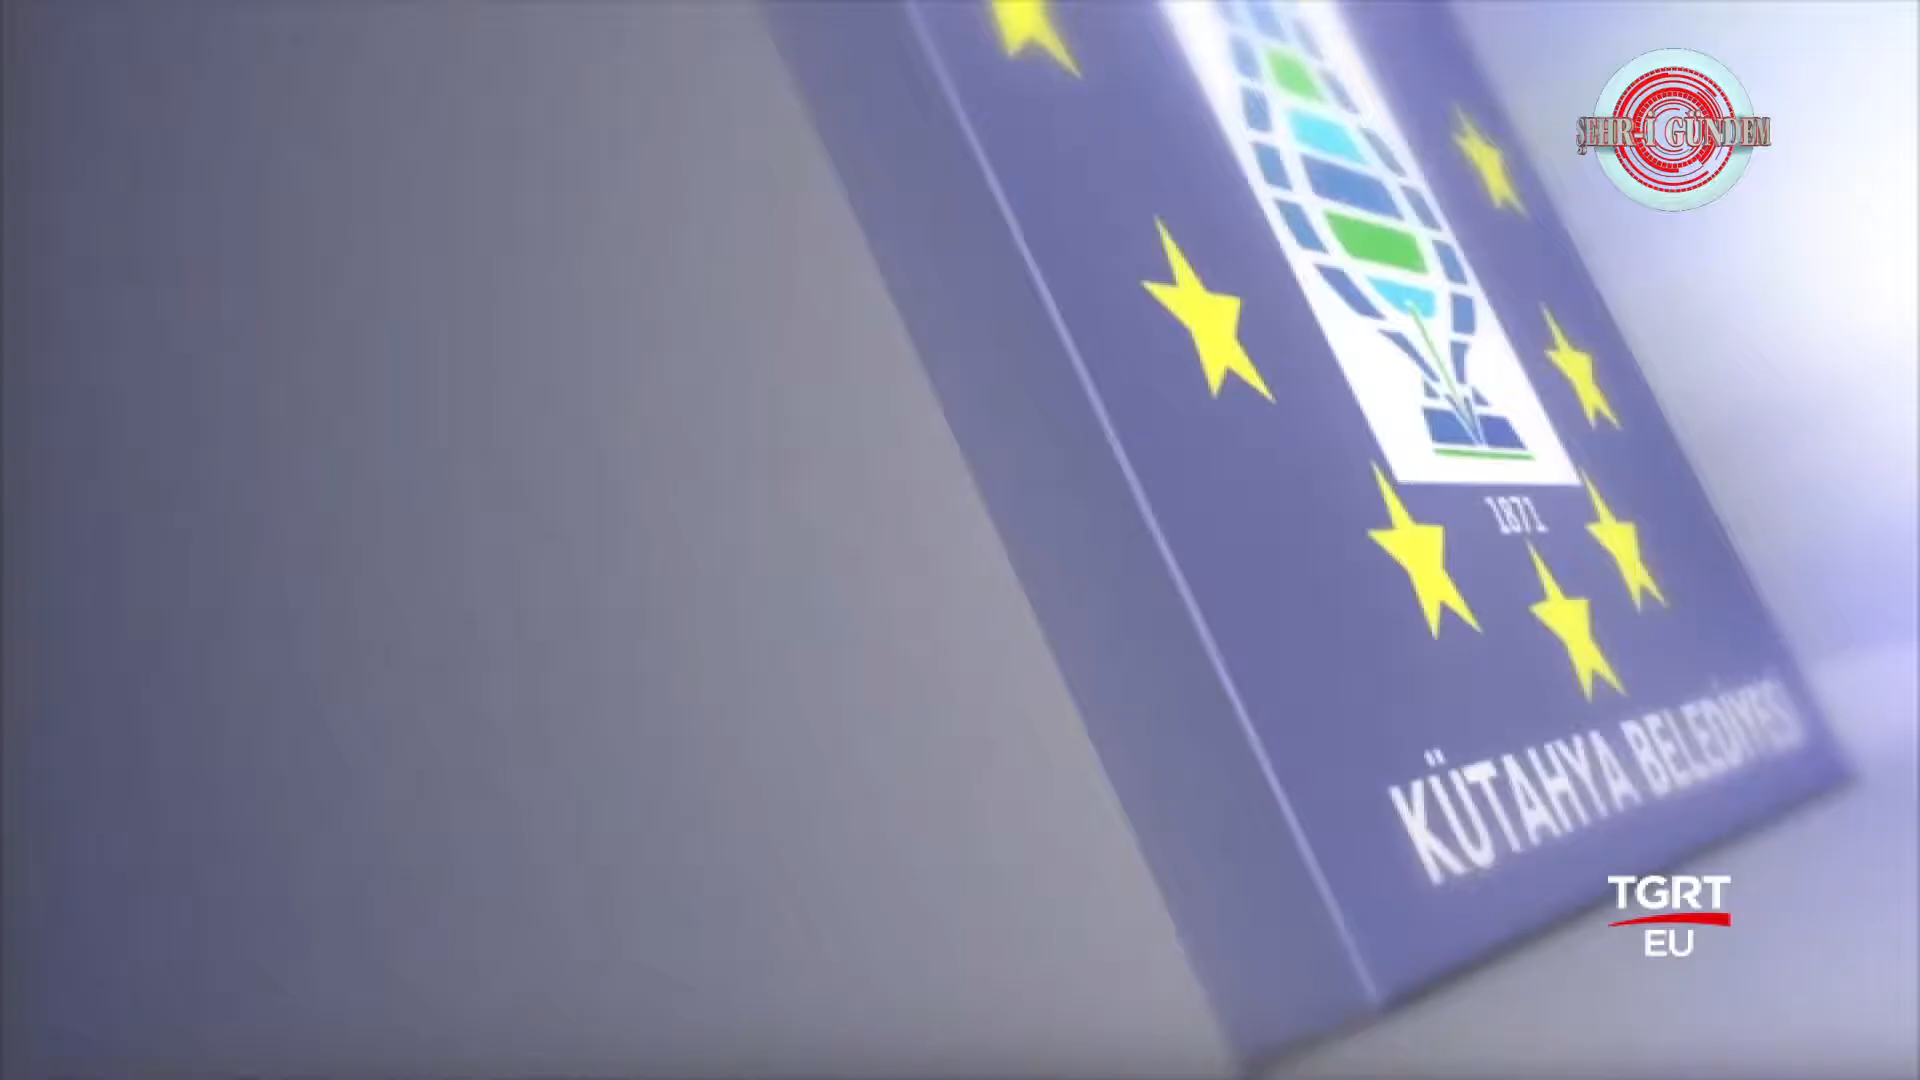 ŞEHR-İ GÜNDEM
1871
KÜTAHYA BELEDİYESİ
TGRT
EU